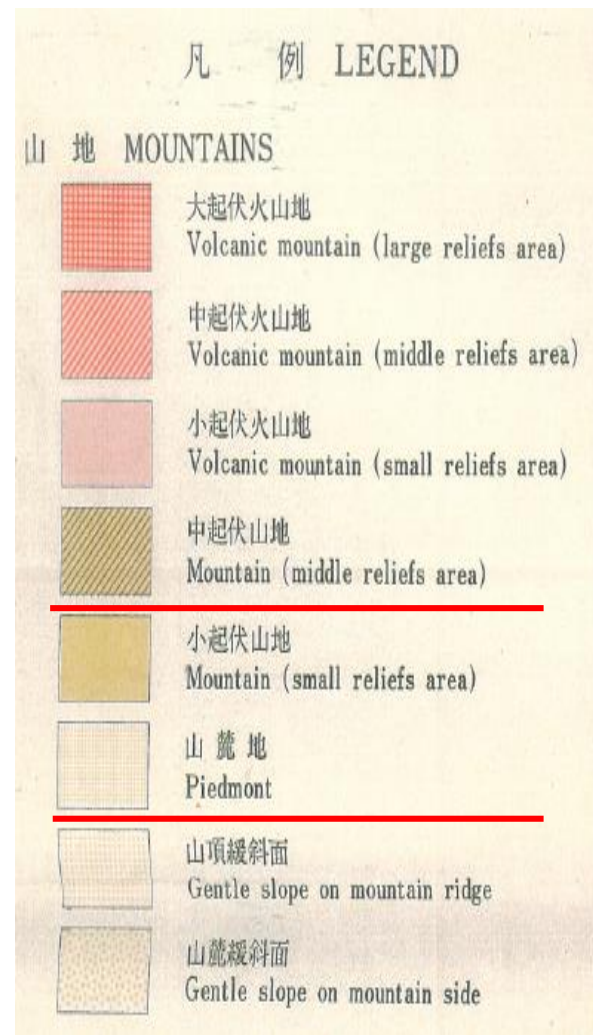 凡 例 LEGEND
山 地 MOUNTAINS
大起伏火山地
Volcanic mountain (large reliefs area)
中起伏火山地
Volcanic mountain (middle reliefs area)
小起伏火山地
Volcanic mountain (small reliefs area)
中起伏山地
Mountain (middle reliefs area)
小起伏山地
Mountain (small reliefs area)
山 麓 地
Piedmont
山頂緩斜面
Gentle slope on mountain ridge
山麓緩斜面
Gentle slope on mountain side